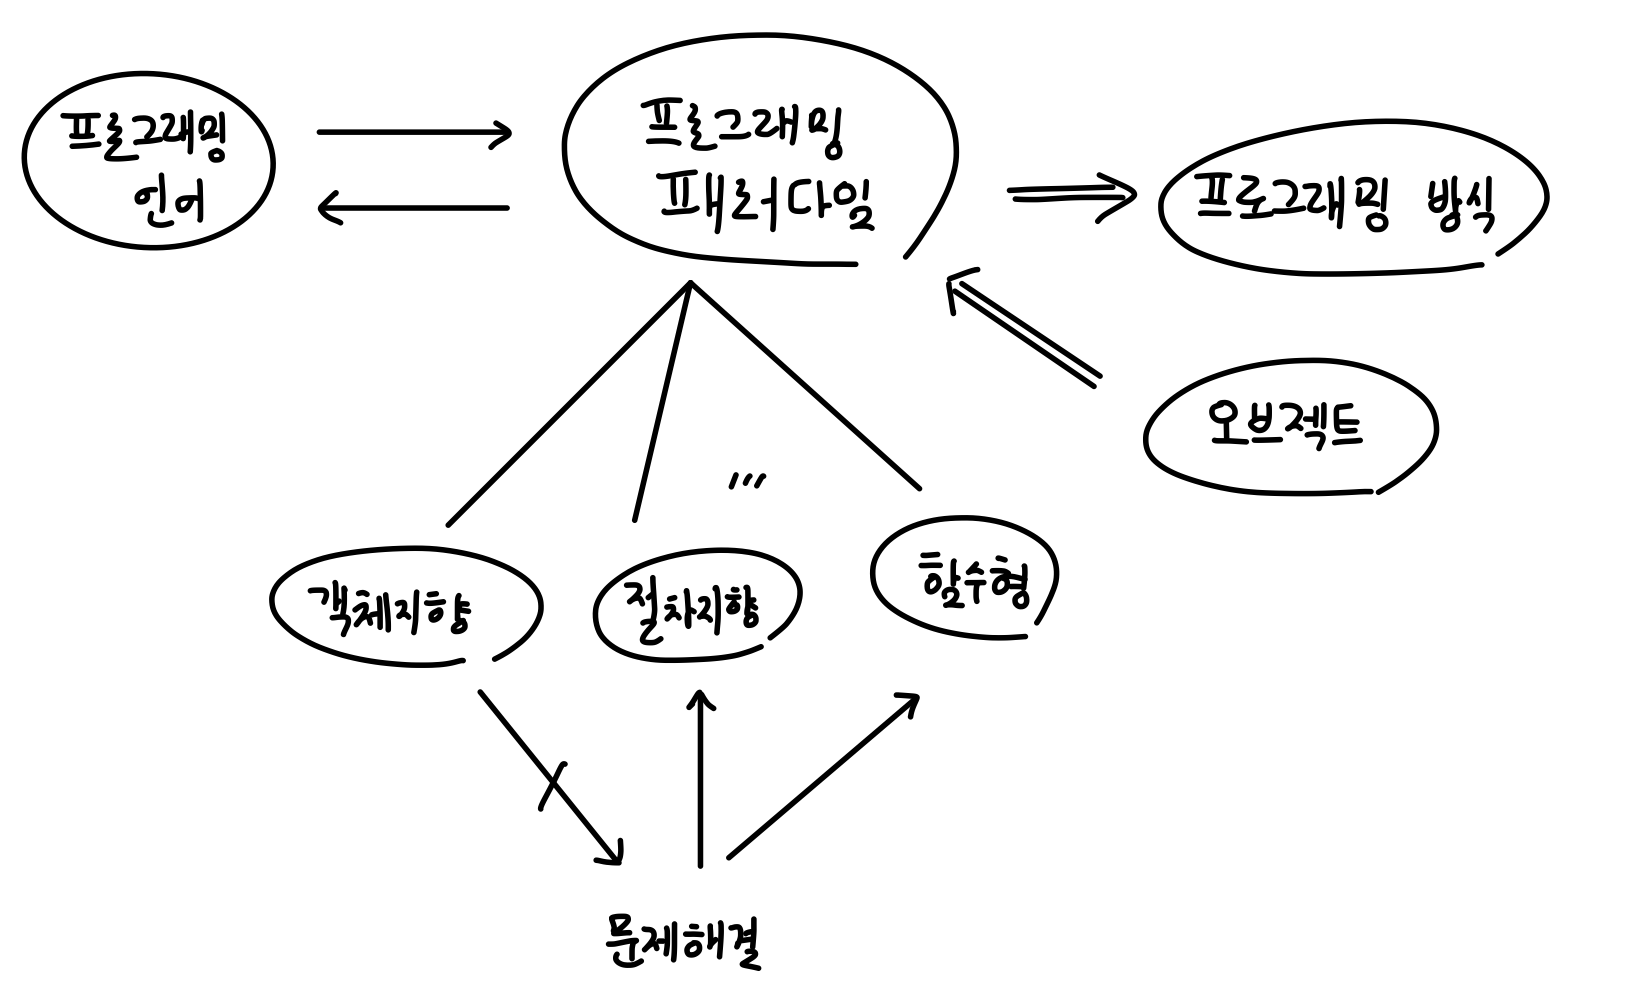 프로그래밍
언어
프로그래밍
패러다임
프로그래밍 방식
오브젝트
객체지향
절차지향
함수형
문제해결